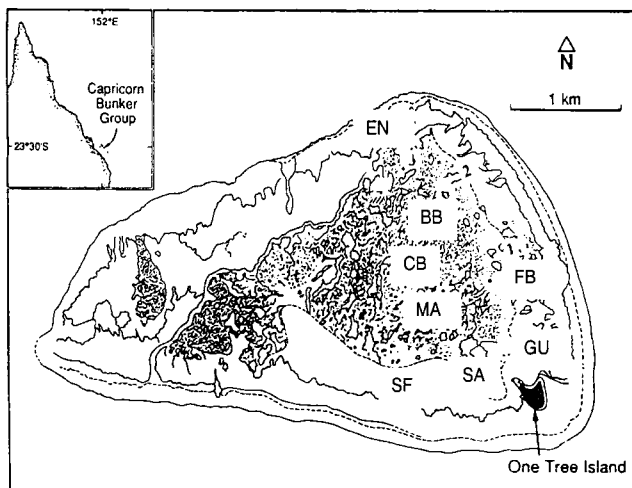 152°E
Capricorn
Bunker
Group
23°30'S
N
1 km
EN
BB
CB
FB
MA
GU
SF
SA
One Tree Island